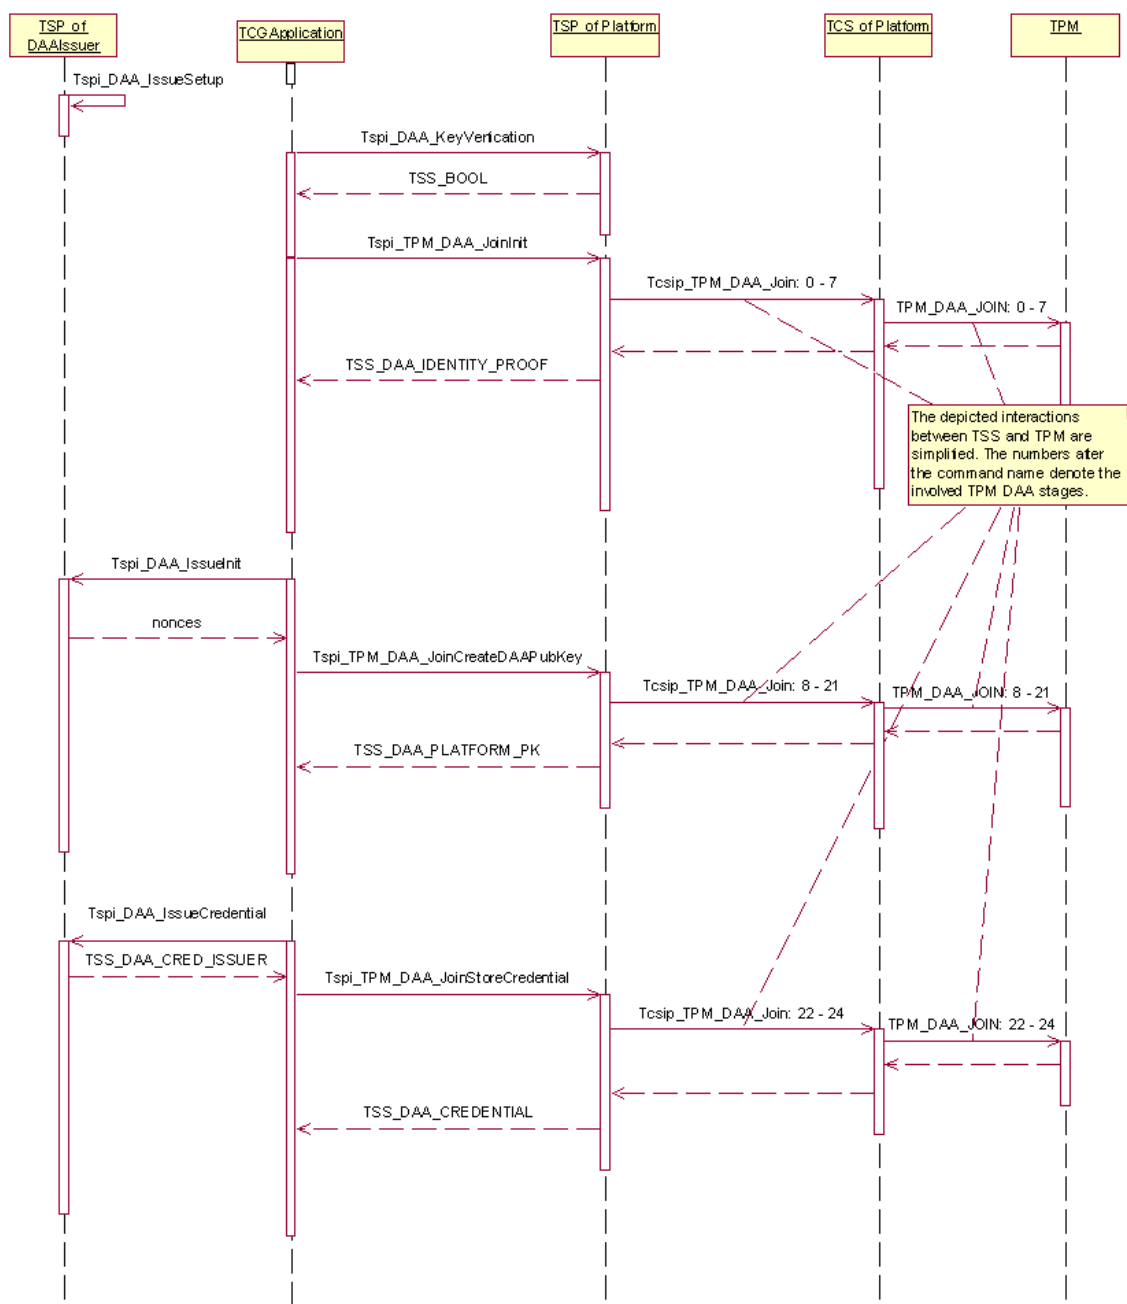 TSP of
DAAIssuer
TCGApplication
TSP of Platform
TCS of Platform
TPM
Tspi_DAA_IssueSetup
Tspi_DAA_KeyVerification
TSS_BOOL
Tspi_TPM_DAA_JoinInit
Tcsip_TPM_DAA_Join: 0 - 7
TPM_DAA_JOIN: 0 - 7
TSS_DAA_IDENTITY_PROOF
The depicted interactions
between TSS and TPM are
simplified. The numbers after
the command name denote the
involved TPM DAA stages.
Tspi_DAA_IssueInit
nonces
Tspi_TPM_DAA_JoinCreateDAAPubKey
Tcsip_TPM_DAA_Join: 8 - 21
TPM_DAA_JOIN: 8 - 21
TSS_DAA_PLATFORM_PK
Tspi_DAA_IssueCredential
TSS_DAA_CRED_ISSUER
Tspi_TPM_DAA_JoinStoreCredential
Tcsip_TPM_DAA_Join: 22 - 24
TPM_DAA_JOIN: 22 - 24
TSS_DAA_CREDENTIAL